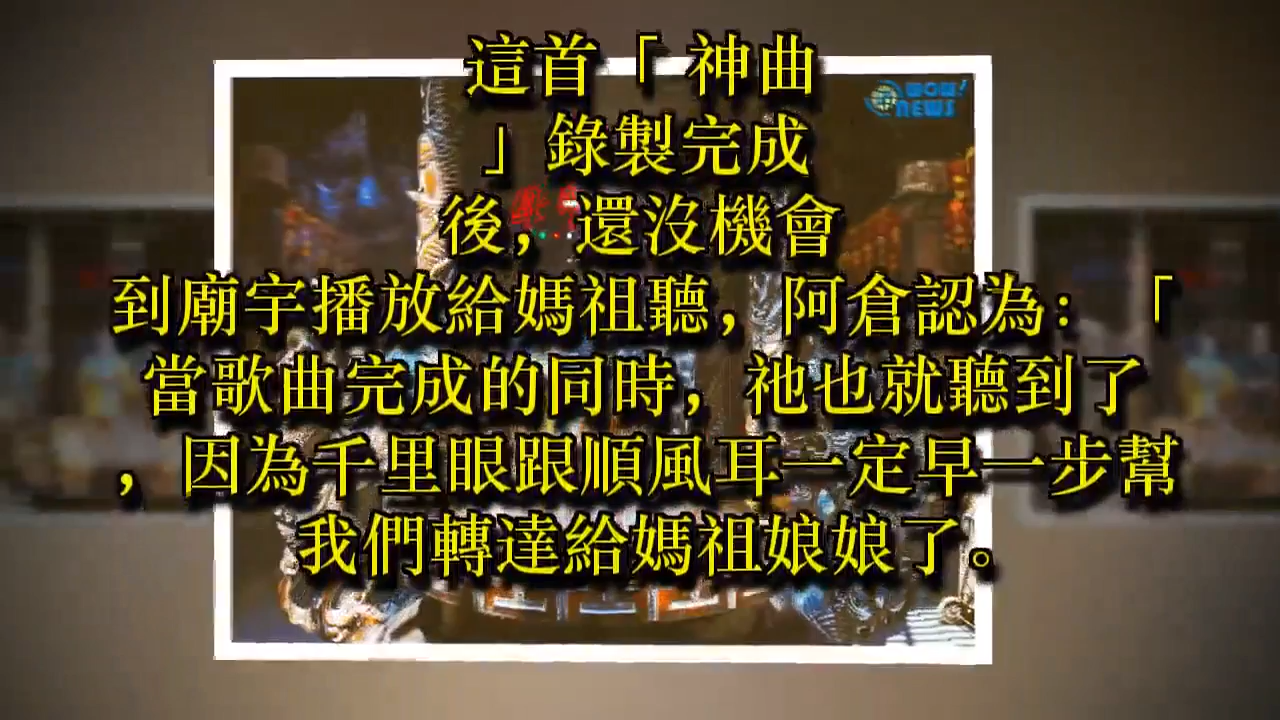 這首「 神曲
」錄製完成
後，還沒機會
到廟宇播放給媽祖聽，阿倉認為：「
當歌曲完成的同時，祂也就聽到了
，因為千里眼跟順風耳一定早一步幫
我們轉達給媽祖娘娘了。
WOW!
NEWS